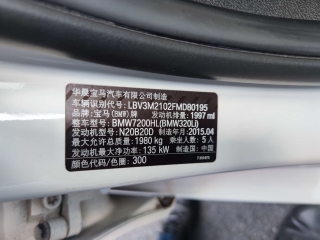 华晨宝马汽车有限公司制造
车辆识别代号: LBV3M2102FMD80195
品牌: 宝马(BMW)牌 发动机排量: 1997 ml
整车型号: BMW7200HL(BMW320Li)
发动机型号: N20B20D 制造年月: 2015.04
最大允许总质量: 1980 kg 乘坐人数: 5 人
发动机最大净功率: 135 kW 制造国: 中国
颜色代码/色圈: 300